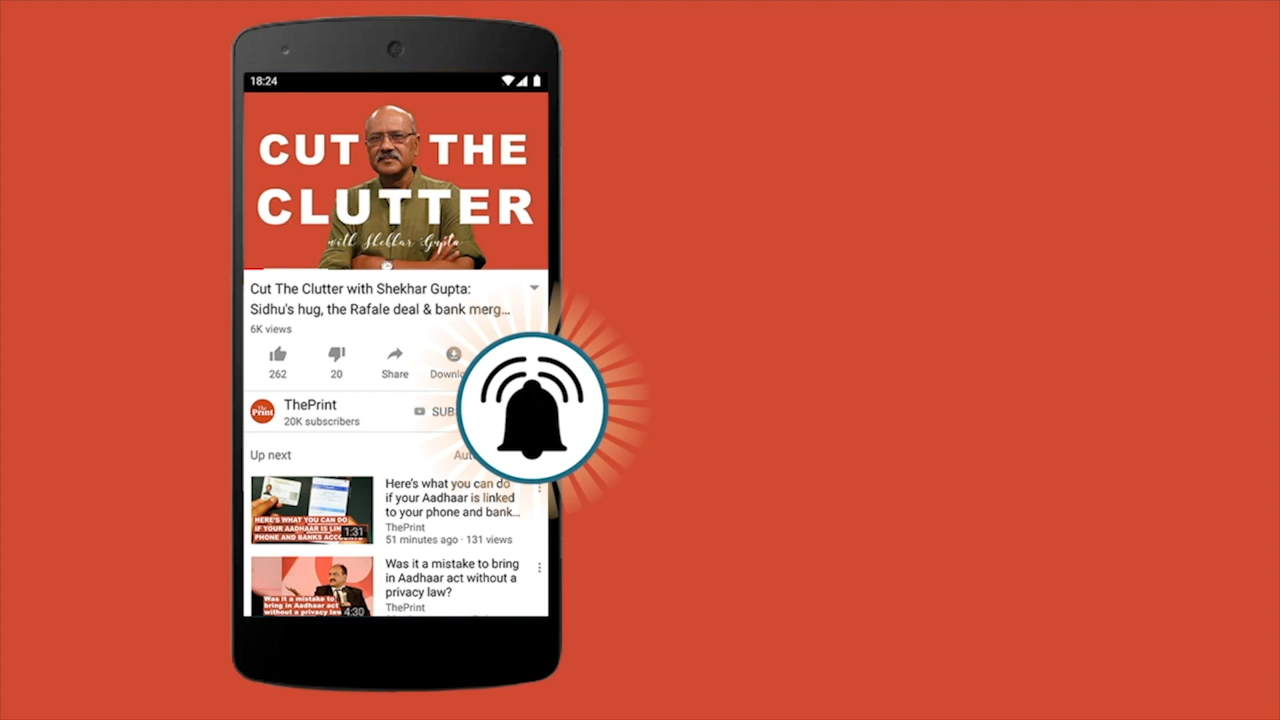 18:24
CUT THE
CLUTTER
with Shekhar Gupta
Cut The Clutter with Shekhar Gupta:
Sidhu's hug, the Rafale deal & bank merg...
6K views
262
20
Share
Downlo
The
Print
ThePrint
20K subscribers
SUB
Up next
Aut
HERE'S WHAT YOU CAN DO
IF YOUR AADHAAR IS LIN
PHONE AND BANKS ACCOUNTS
1:31
Here's what you can do
if your Aadhaar is linked
to your phone and bank...
ThePrint
51 minutes ago · 131 views
Was it a mistake to
bring in Aadhaar act
without a privacy law
4:30
Was it a mistake to bring
in Aadhaar act without a
privacy law?
ThePrint